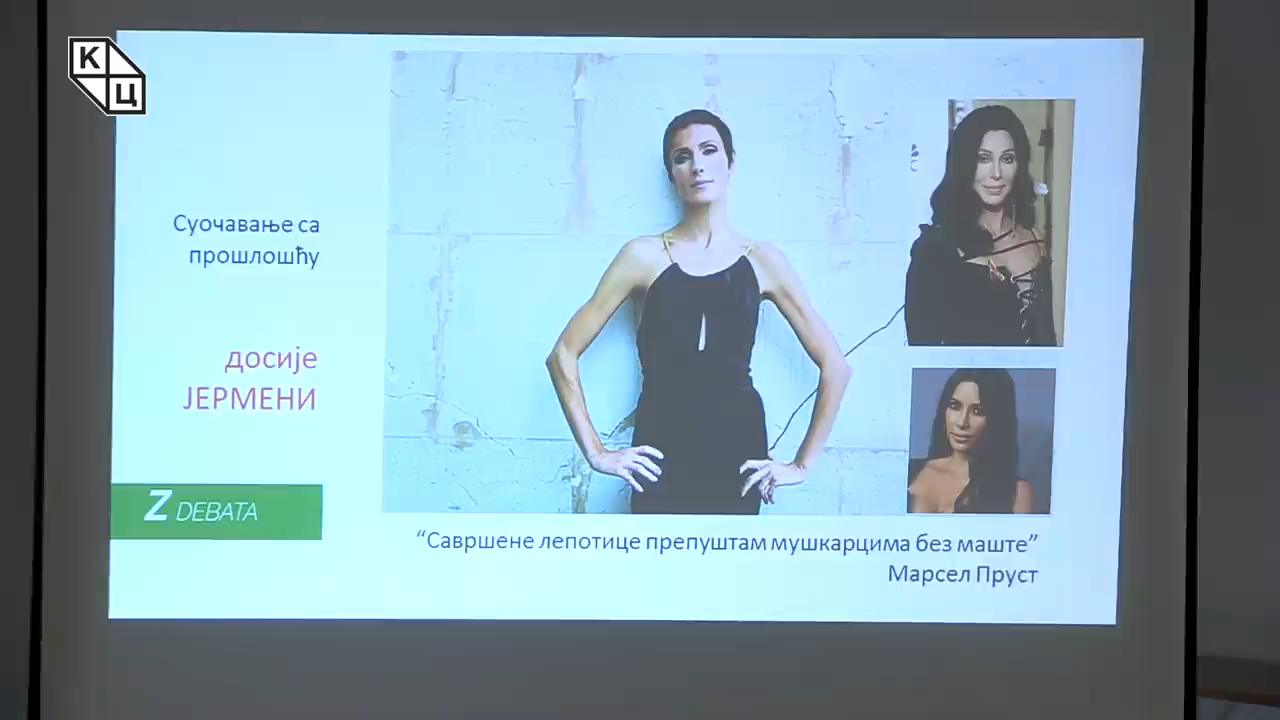 К
Ц
Суочавање са
прошлошћу
досије
ЈЕРМЕНИ
Z DEBATA
“Савршене лепотице препуштам мушкарцима без маште”
Марсел Пруст